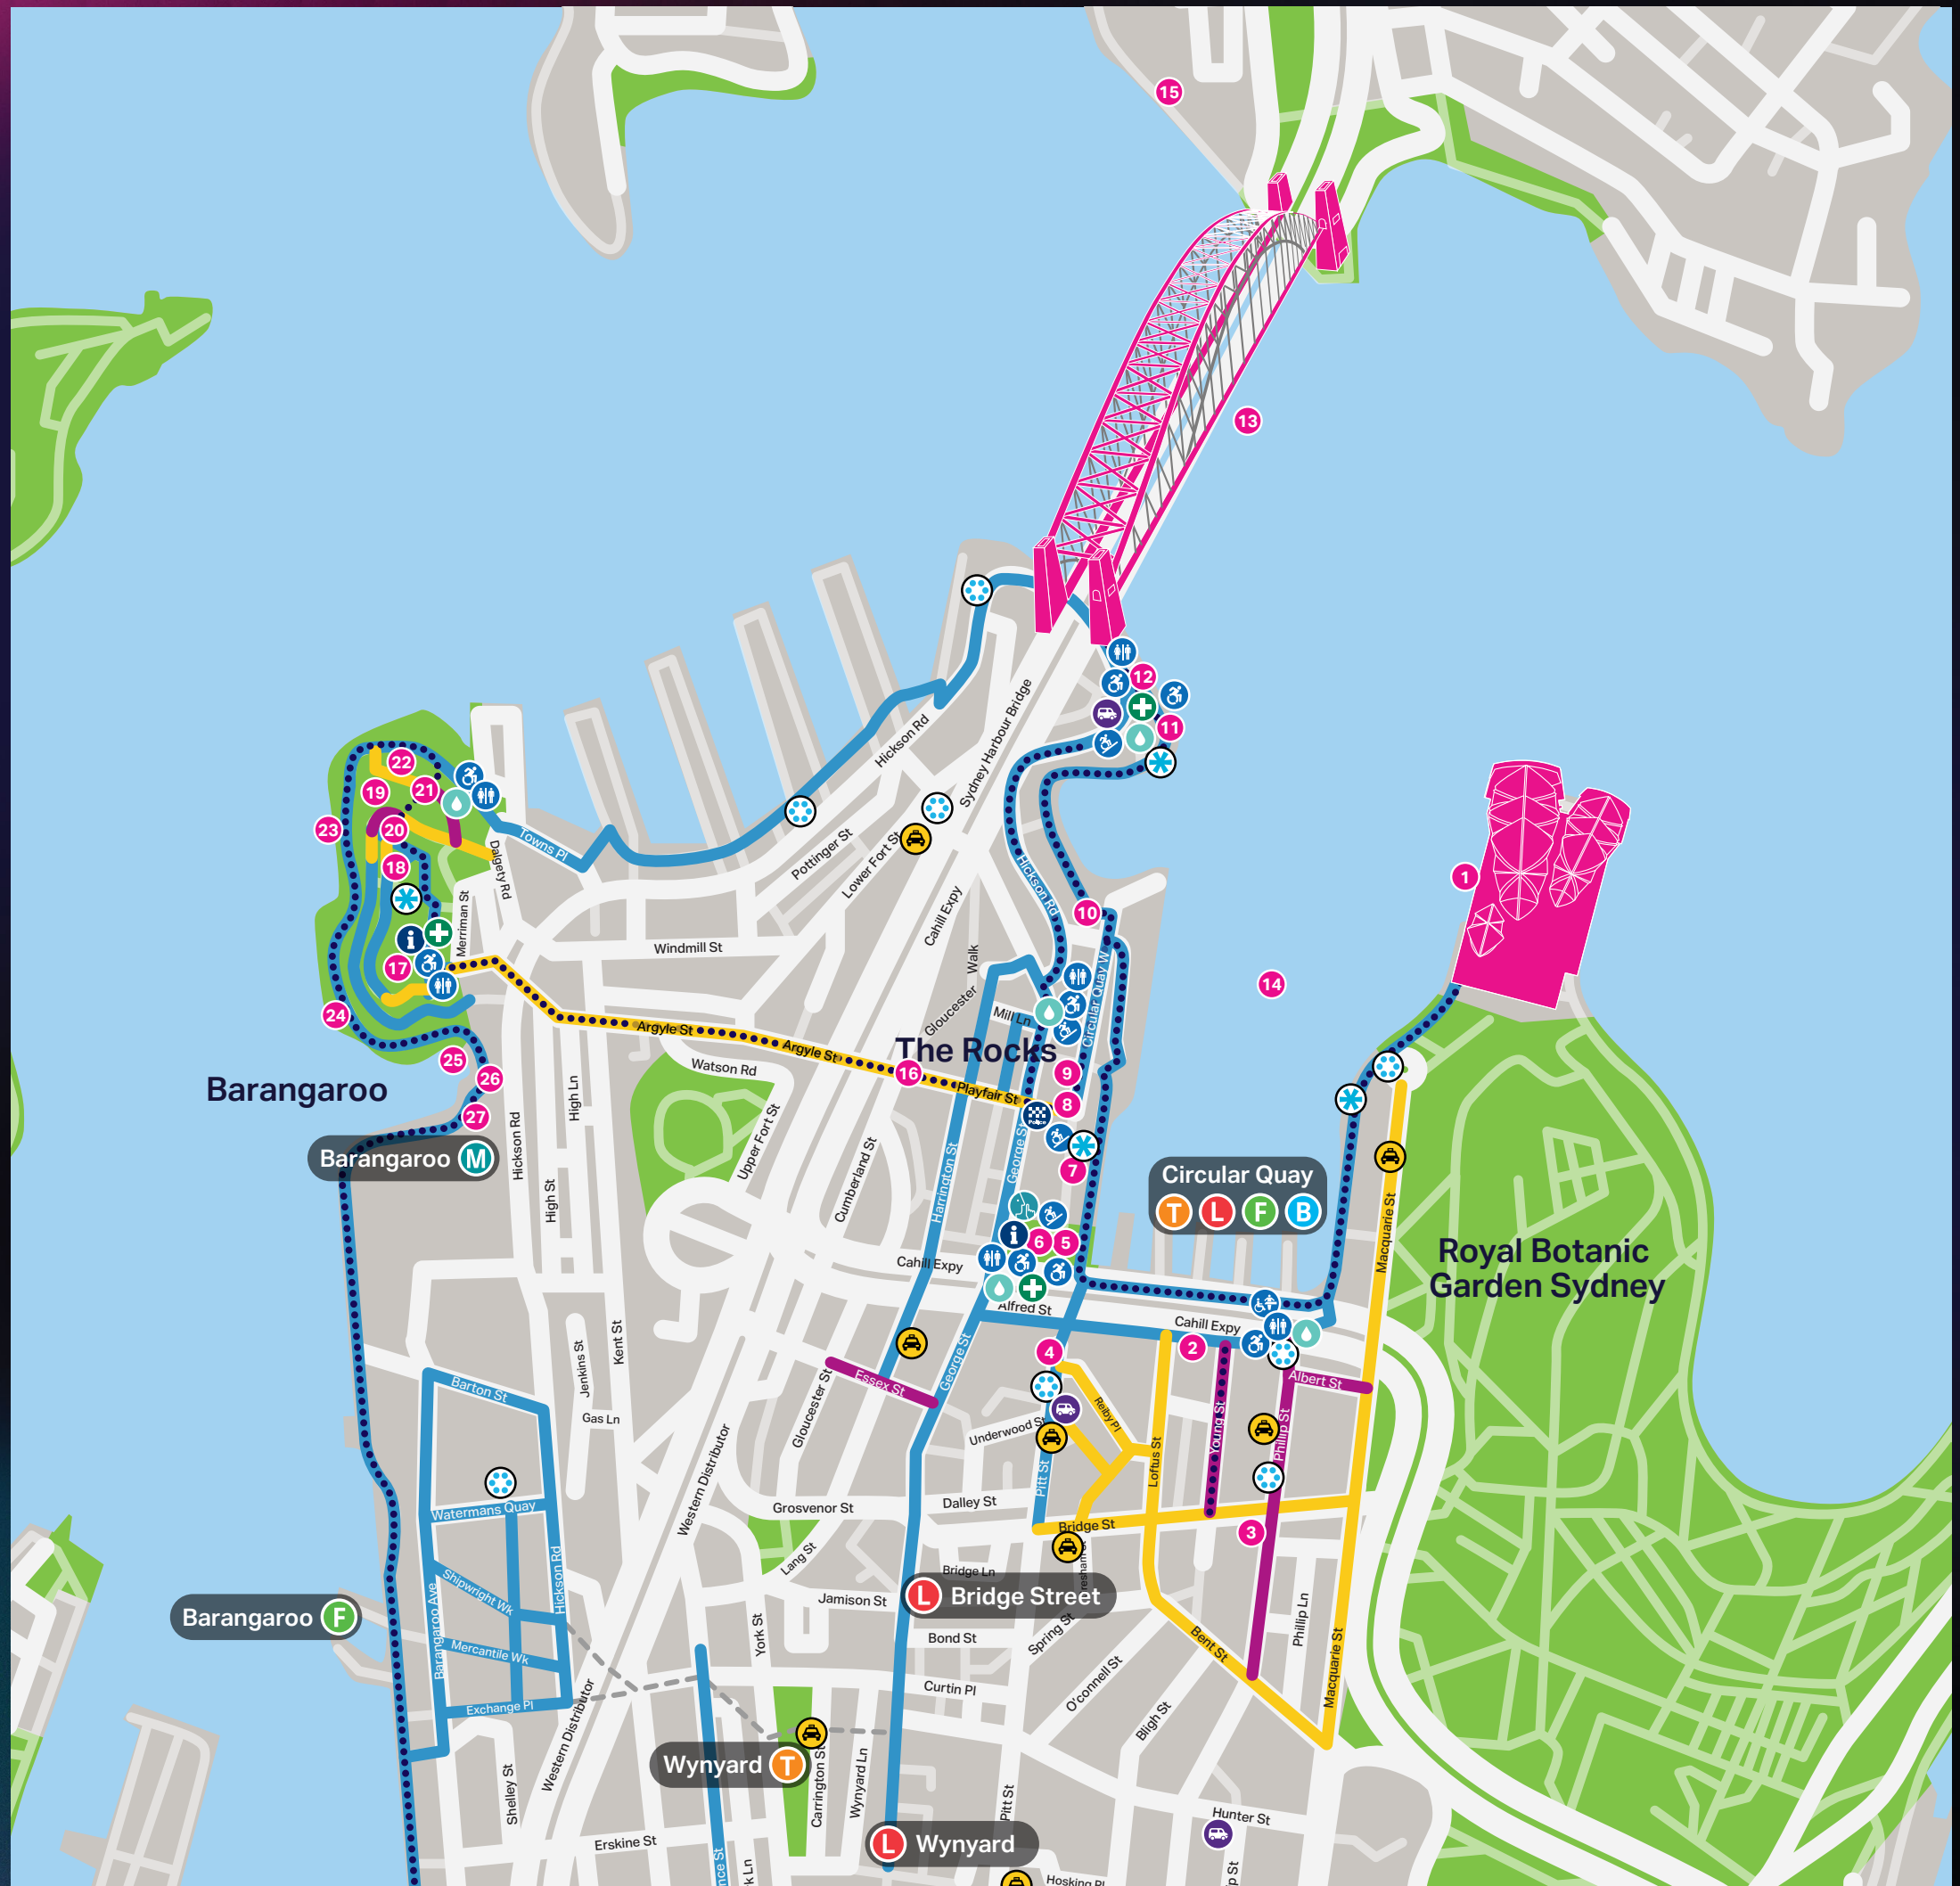 15
13
12
11
22
19
21
23
20
18
17
24
25
26
27
Towns Pl
Dalgety Rd
Merriman St
Hickson Rd
Pottinger St
Lower Fort St
Sydney Harbour Bridge
Cahill Expy
Windmill St
Hickson Rd
10
1
14
Walk
Gloucester
Mill Ln
Circular Quay W
Argyle St
Argyle St
The Rocks
16
9
8
Playfair St
Police
Watson Rd
Barangaroo
Barangaroo M
Hickson Rd
High Ln
High St
Upper Fort St
Cumberland St
Harrington St
George St
7
i
6
5
Circular Quay
T L F B
Macquarie St
Royal Botanic
Garden Sydney
Cahill Expy
Alfred St
Cahill Expy
4
2
Kent St
Jenkins St
Gas Ln
Gloucester St
Essex St
George St
Underwood St
Reiby Pl
Pitt St
Loftus St
Young St
Phillip St
Albert St
Barton St
Watermans Quay
Western Distributor
Grosvenor St
Dalley St
Bridge St
3
Lang St
Bridge Ln
Jamison St
L Bridge Street
Barangaroo F
Shipwright Wk
Hickson Rd
Barangaroo Ave
Mercantile Wk
Exchange Pl
York St
Bond St
Spring St
Curtin Pl
O'connell St
Bligh St
Bent St
Philip Ln
Macquarie St
Western Distributor
Shelley St
Wynyard T
Carrington St
Wynyard Ln
Pitt St
Hunter St
Erskine St
L Wynyard
Hosking Pl
i